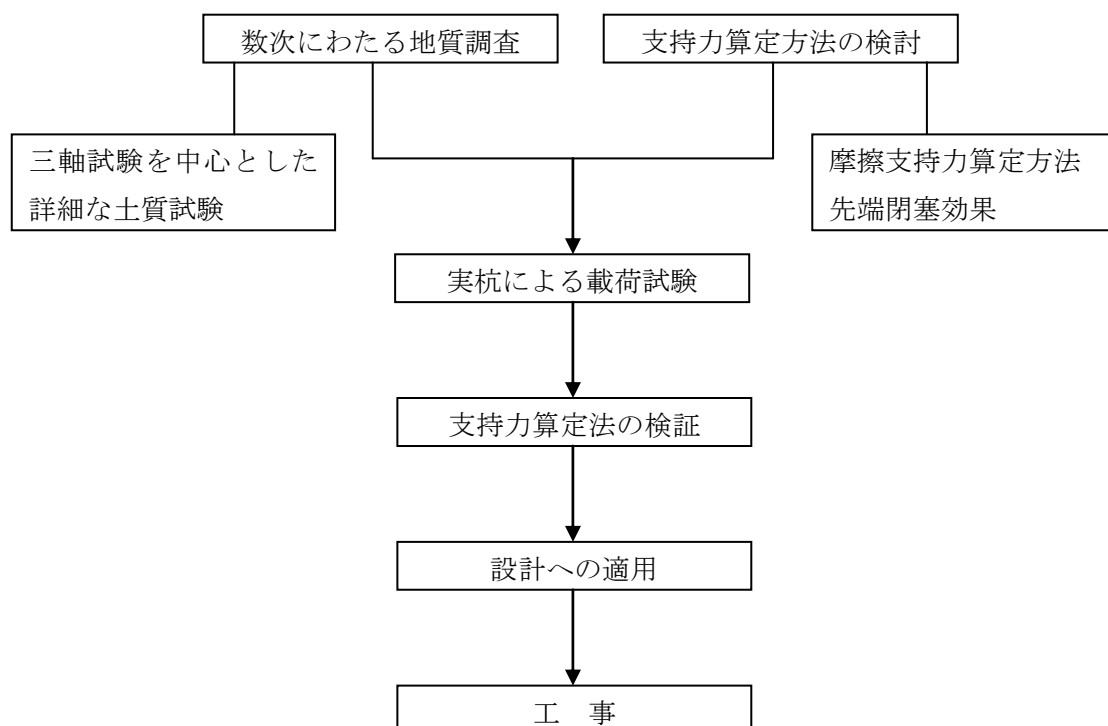 数次にわたる地質調査
支持力算定方法の検討
三軸試験を中心とした
詳細な土質試験
摩擦支持力算定方法
先端閉塞効果
実杭による載荷試験
支持力算定法の検証
設計への適用
工　事